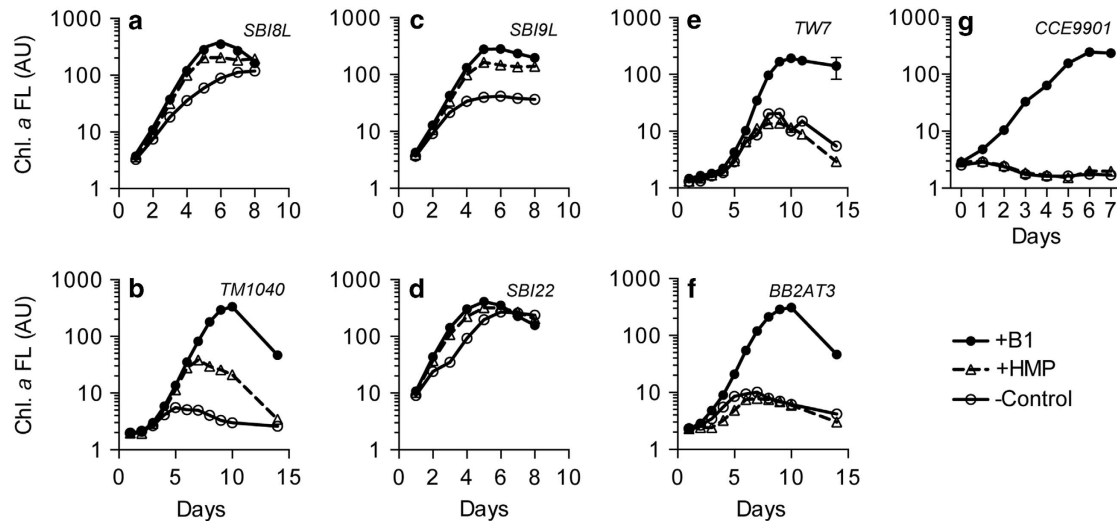 a SBI8L
Chl. a FL (AU)
1000
100
10
1
0 2 4 6 8 10
c SBI9L
1000
100
10
1
0 2 4 6 8 10
e TW7
1000
100
10
1
0 5 10 15
g CCE9901
1000
100
10
1
0 1 2 3 4 5 6 7
Days
b TM1040
Chl. a FL (AU)
1000
100
10
1
0 5 10 15
Days
d SBI22
1000
100
10
1
0 2 4 6 8 10
Days
f BB2AT3
1000
100
10
1
0 5 10 15
Days
+B1
+HMP
-Control